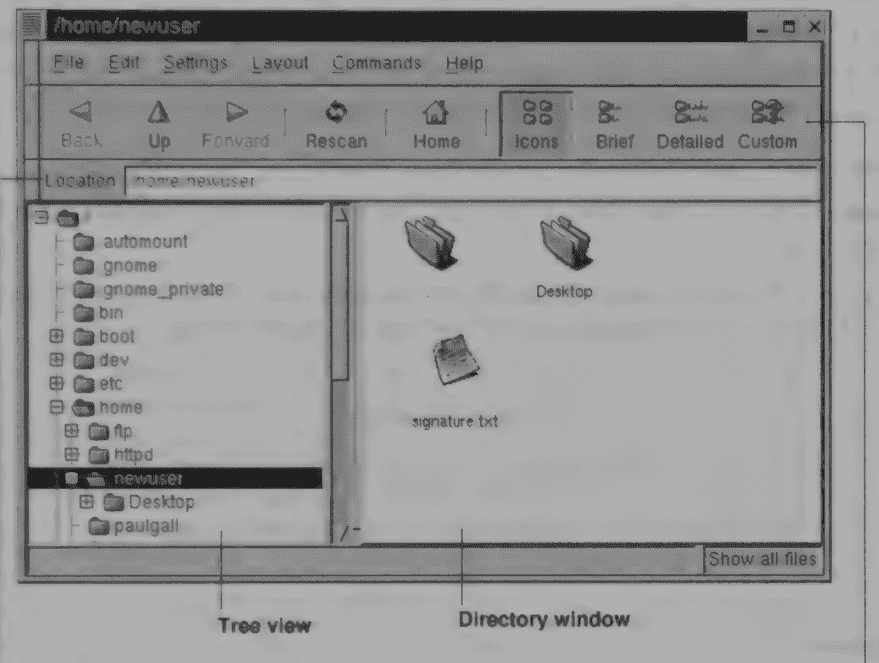 /home/newuser
File Edit Settings Layout Commands Help
Back Up Forward Rescan Home Icons Brief Detailed Custom
Location /home/newuser
/
automount
gnome
gnome_private
bin
boot
dev
etc
home
ftp
httpd
newuser
Desktop
paulgall
Desktop
signature txt
Show all files
Tree view
Directory window